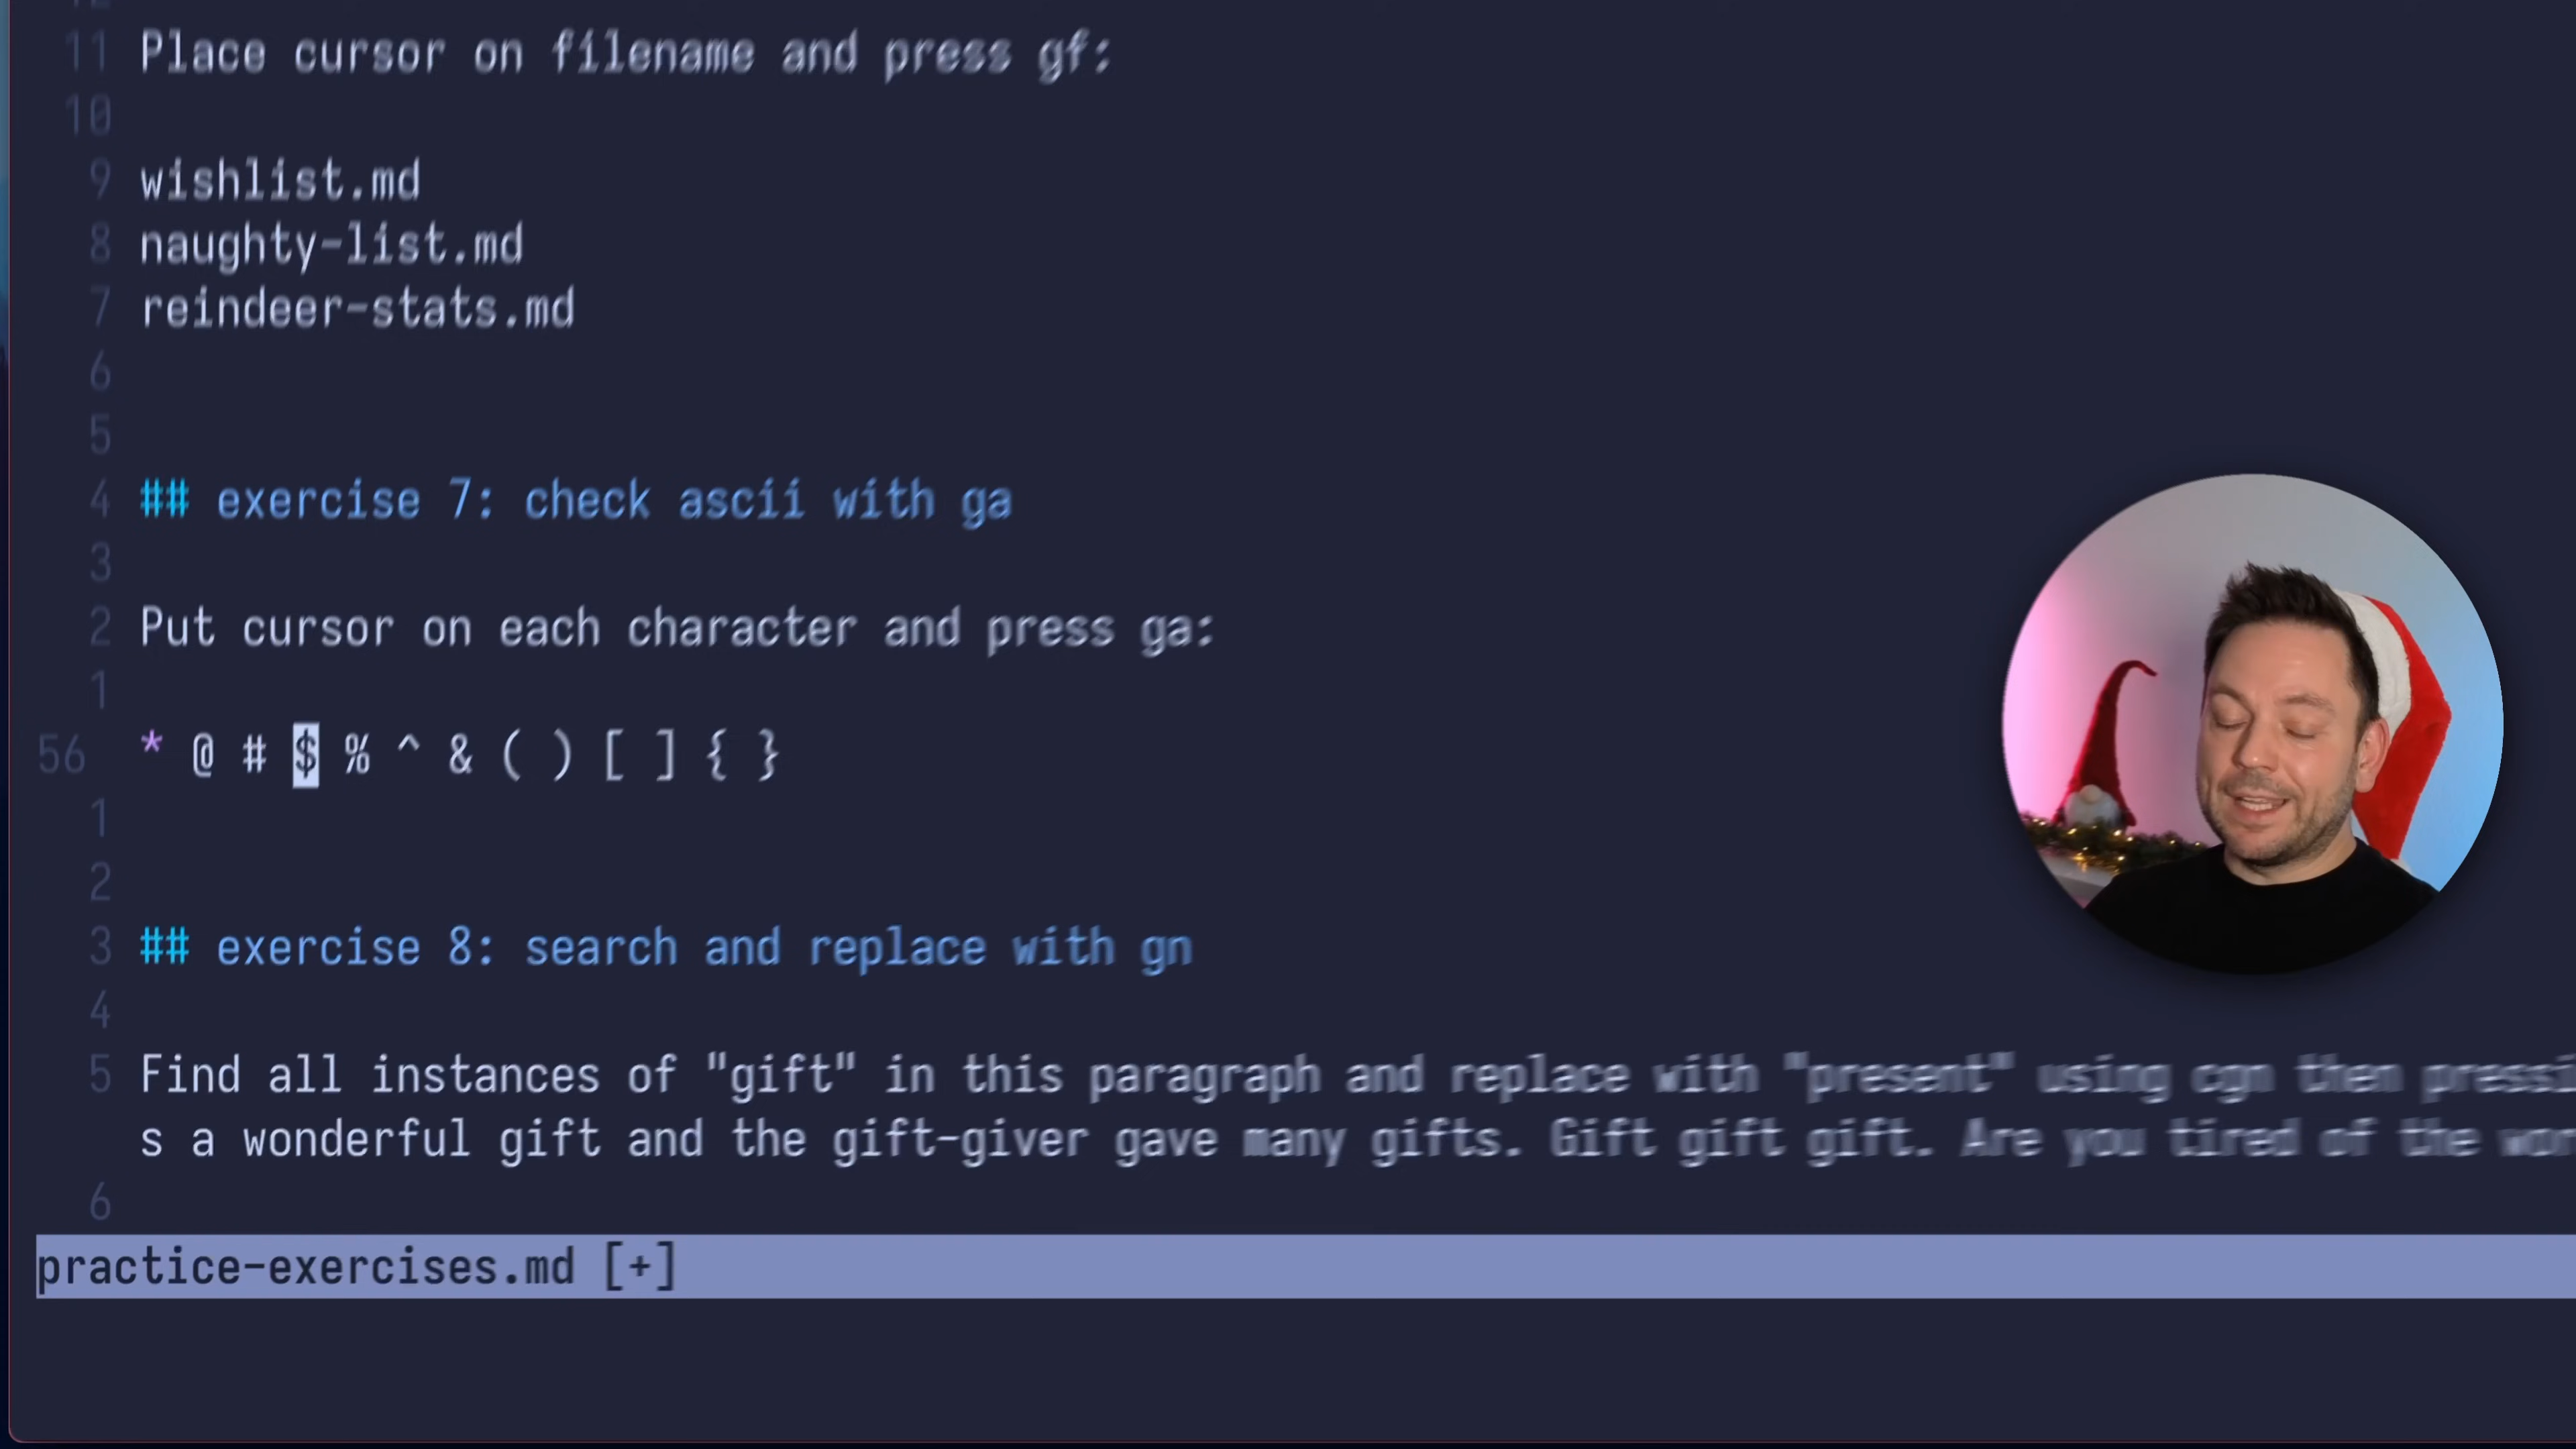 11 Place cursor on filename and press gf:
10
9 wishlist.md
8 naughty-list.md
7 reindeer-stats.md
6
5
4 ## exercise 7: check ascii with ga
3
2 Put cursor on each character and press ga:
1
56 * @ # $ % ^ & ( ) [ ] { }
1
2
3 ## exercise 8: search and replace with gn
4
5 Find all instances of "gift" in this paragraph and replace with "present" using cgn then pressi
s a wonderful gift and the gift-giver gave many gifts. Gift gift gift. Are you tired of the wor
6
practice-exercises.md [+]